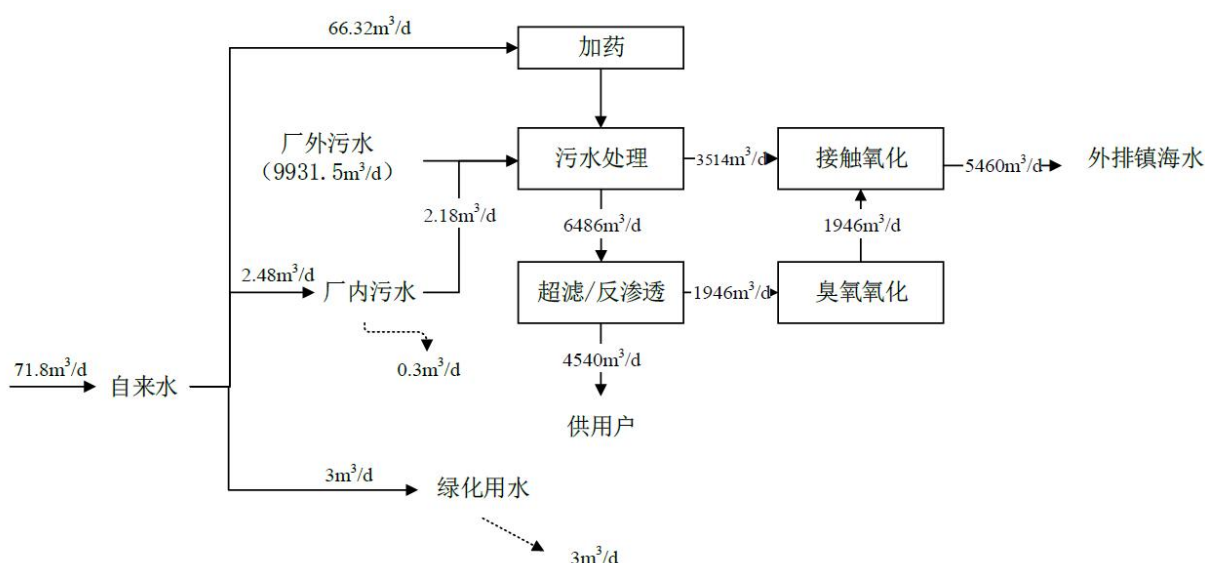 66.32m³/d
加药
厂外污水
（9931.5m³/d）
污水处理
3514m³/d
接触氧化
5460m³/d
外排镇海水
2.18m³/d
6486m³/d
1946m³/d
2.48m³/d
厂内污水
超滤/反渗透
1946m³/d
臭氧氧化
71.8m³/d
自来水
0.3m³/d
4540m³/d
供用户
3m³/d
绿化用水
3m³/d